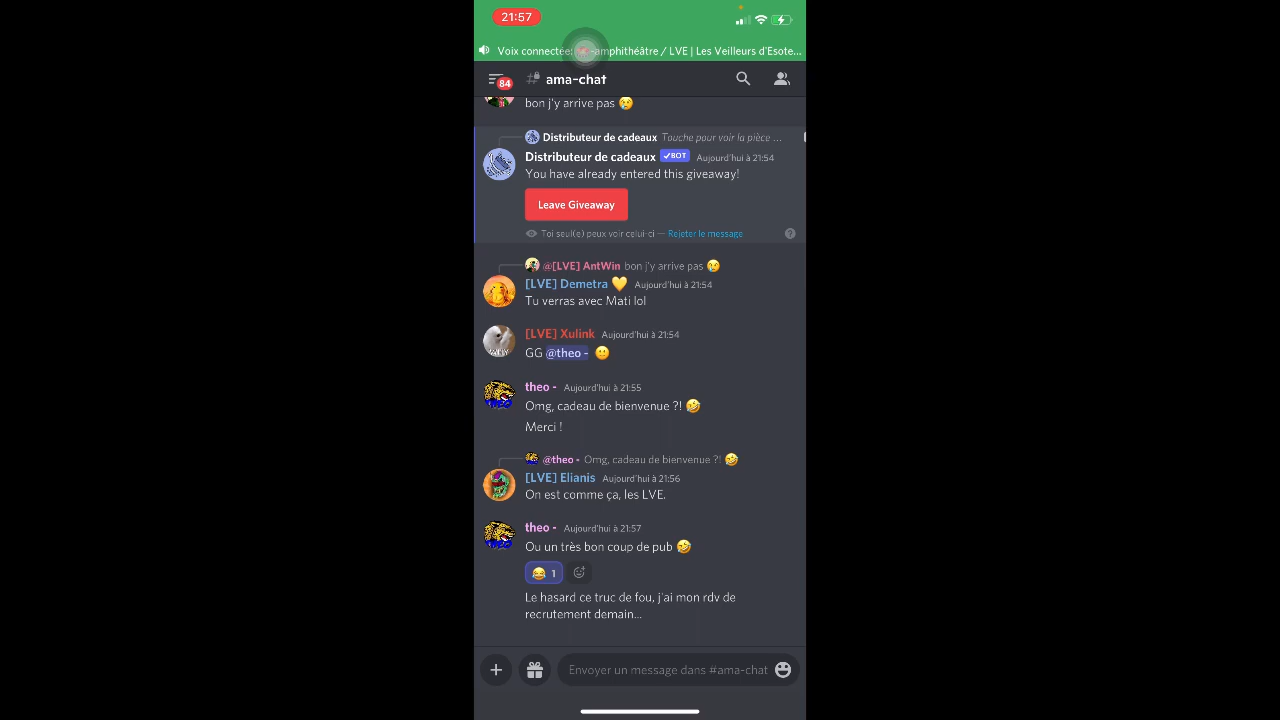 21:57
Voix connectée: -amphithéâtre / LVE | Les Veilleurs d'Esote...
84
ama-chat
bon j'y arrive pas 😢
Distributeur de cadeaux Touche pour voir la pièce ...
Distributeur de cadeaux ✓BOT Aujourd'hui à 21:54
You have already entered this giveaway!
Leave Giveaway
Toi seul(e) peux voir celui-ci — Rejeter le message
@[LVE] AntWin bon j'y arrive pas 😢
[LVE] Demetra 💛 Aujourd'hui à 21:54
Tu verras avec Mati lol
[LVE] Xulink Aujourd'hui à 21:54
GG @theo - 🙂
theo - Aujourd'hui à 21:55
Omg, cadeau de bienvenue ?! 🤣
Merci !
@theo - Omg, cadeau de bienvenue ?! 🤣
[LVE] Elianis Aujourd'hui à 21:56
On est comme ça, les LVE.
theo - Aujourd'hui à 21:57
Ou un très bon coup de pub 🤣
😂 1
Le hasard ce truc de fou, j'ai mon rdv de
recrutement demain...
Envoyer un message dans #ama-chat